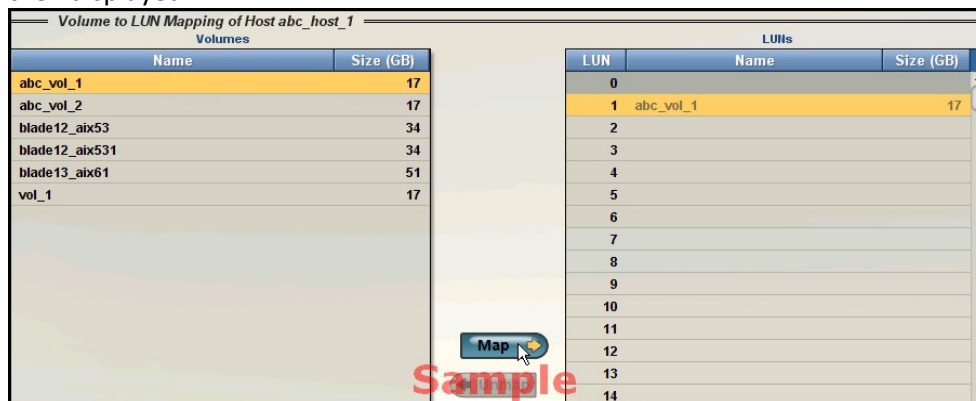 Volume to LUN Mapping of Host abc_host_1
Volumes LUNs
Name Size (GB) LUN Name Size (GB)
abc_vol_1 17 0
abc_vol_2 17 1 abc_vol_1 17
blade12_aix53 34 2
blade12_aix531 34 3
blade13_aix61 51 4
vol_1 17 5
6
7
8
9
10
11
Map 12
Sample Unmap 13
14